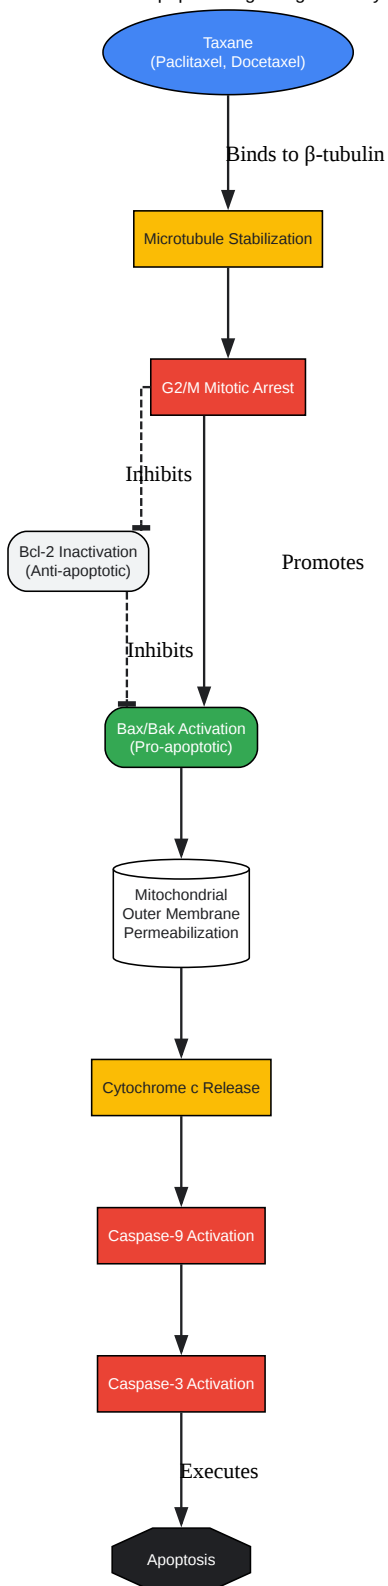 Taxane
(Paclitaxel, Docetaxel)
Binds to β-tubulin
Microtubule Stabilization
G2/M Mitotic Arrest
Inhibits
Bcl-2 Inactivation
(Anti-apoptotic)
Promotes
Inhibits
Bax/Bak Activation
(Pro-apoptotic)
Mitochondrial
Outer Membrane
Permeabilization
Cytochrome c Release
Caspase-9 Activation
Caspase-3 Activation
Executes
Apoptosis